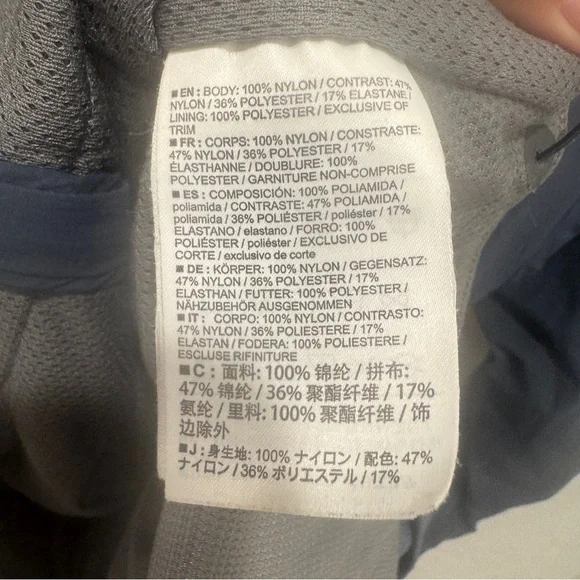 ■ EN : BODY: 100% NYLON / CONTRAST: 47%
NYLON / 36% POLYESTER / 17% ELASTANE /
LINING: 100% POLYESTER / EXCLUSIVE OF
TRIM
■ FR : CORPS: 100% NYLON / CONSTRASTE:
47% NYLON / 36% POLYESTER / 17%
ÉLASTHANNE / DOUBLURE: 100%
POLYESTER / GARNITURE NON-COMPRISE
■ ES : COMPOSICIÓN: 100% POLIAMIDA /
poliamida / CONTRASTE: 47% POLIAMIDA /
poliamida / 36% POLIÉSTER / poliéster / 17%
ELASTANO / elastano / FORRO: 100%
POLIÉSTER / poliéster / EXCLUSIVO DE
CORTE / exclusivo de corte
■ DE : KÖRPER: 100% NYLON / GEGENSATZ:
47% NYLON / 36% POLYESTER / 17%
ELASTHAN / FUTTER: 100% POLYESTER /
NÄHZUBEHÖR AUSGENOMMEN
■ IT : CORPO: 100% NYLON / CONTRASTO:
47% NYLON / 36% POLIESTERE / 17%
ELASTAN / FODERA: 100% POLIESTERE /
ESCLUSE RIFINITURE
■ C : 面料: 100% 锦纶 / 拼布:
47% 锦纶 / 36% 聚酯纤维 / 17%
氨纶 / 里料: 100% 聚酯纤维 / 饰
边除外
■ J : 身生地: 100% ナイロン / 配色: 47%
ナイロン / 36% ポリエステル / 17%